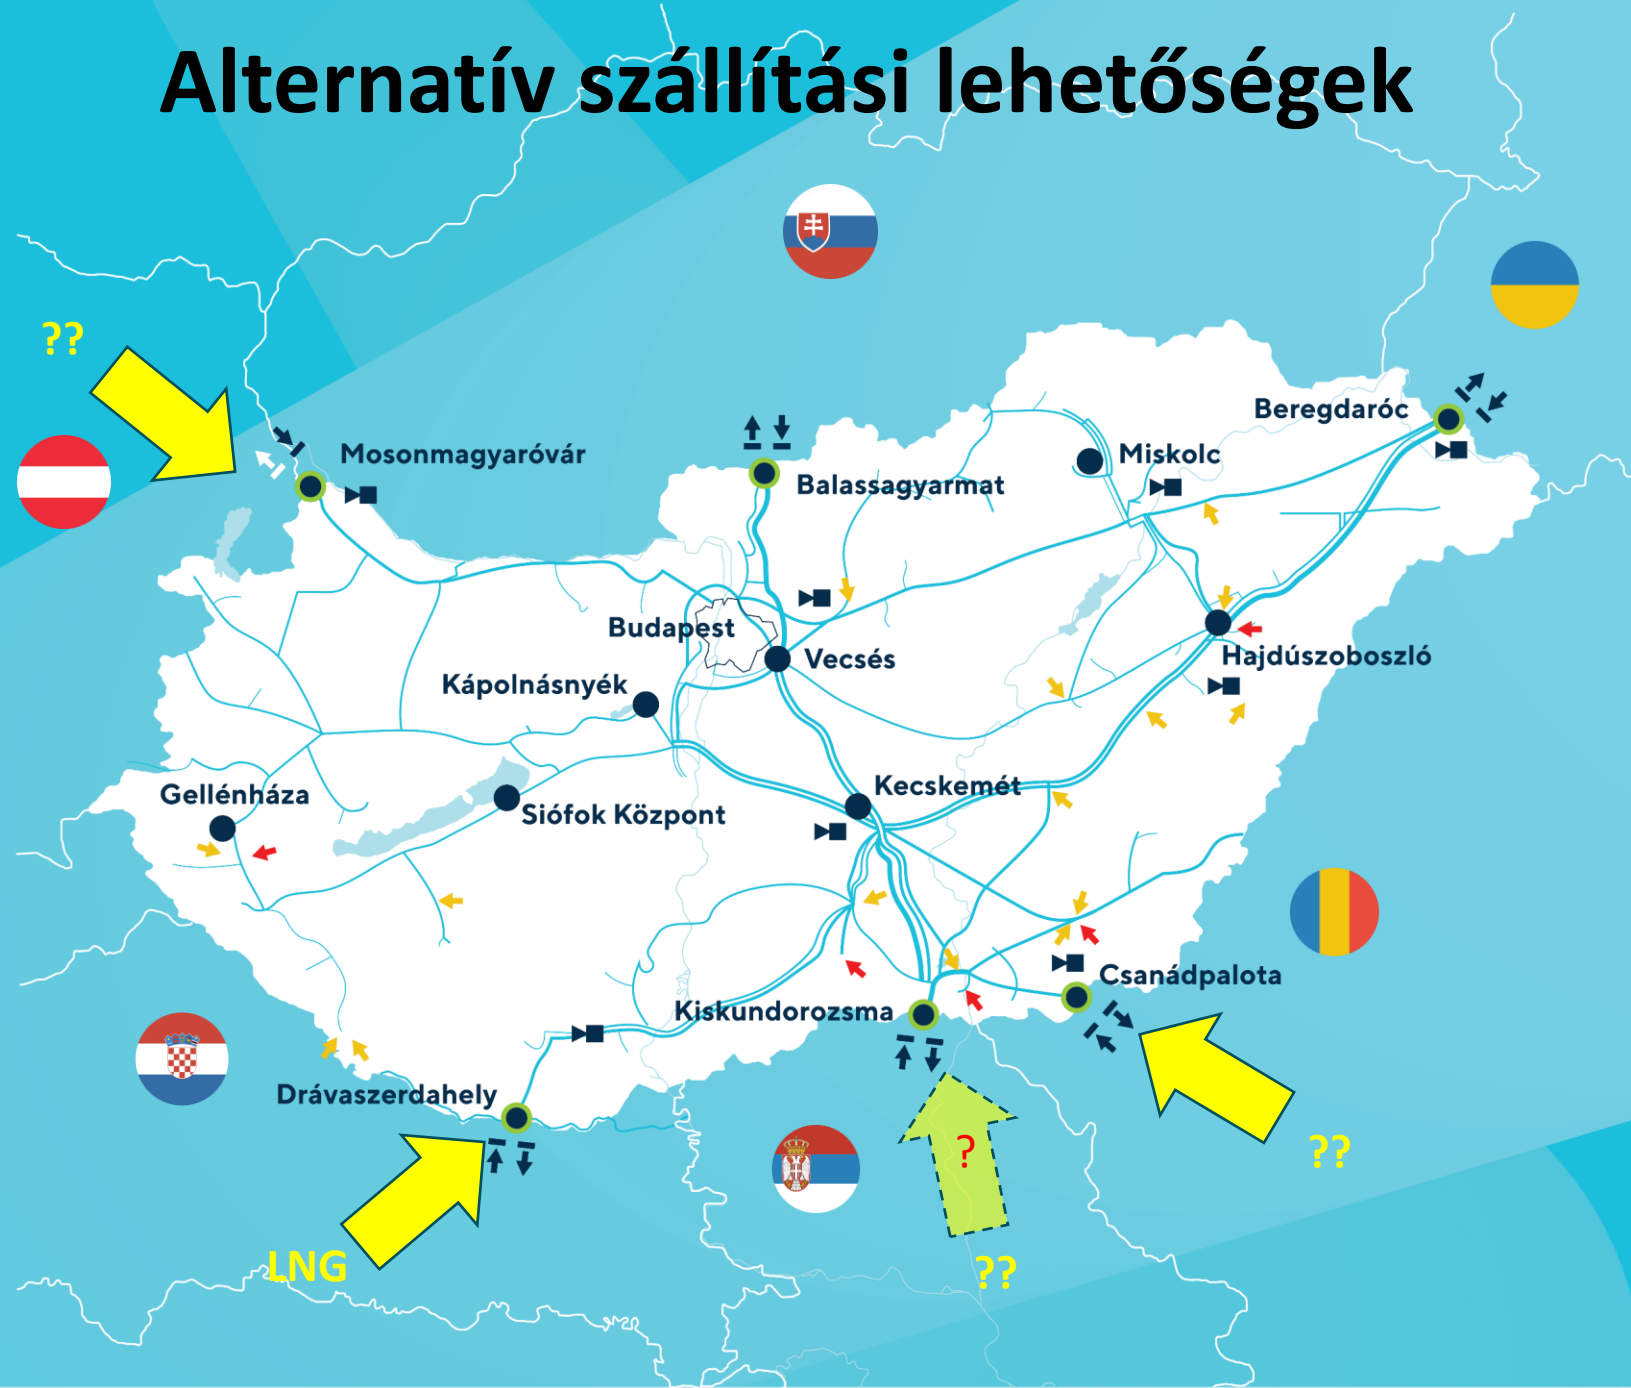 Alternatív szállítási lehetőségek
??
Beregdaróc
Mosonmagyaróvár
Miskolc
Balassagyarmat
Budapest
Vecsés
Hajdúszoboszló
Kápolnásnyék
Kecskemét
Gellénháza
Siófok Központ
Csanádpalota
Kiskundorozsma
Drávaszerdahely
?
??
LNG
??